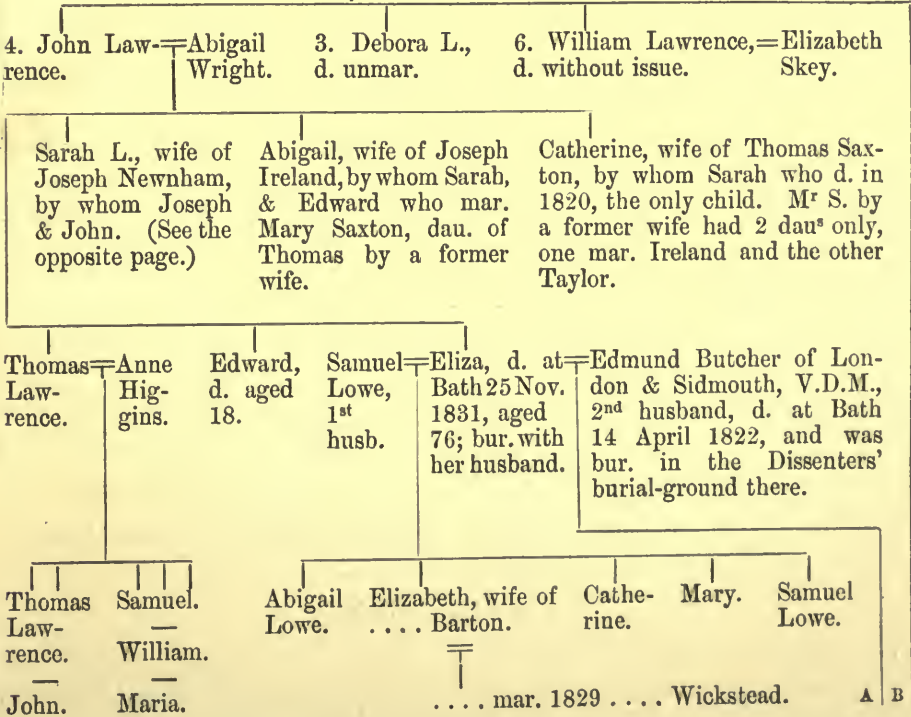 4. John Law-
rence.
Abigail
Wright.
3. Debora L.,
d. unmar.
6. William Lawrence,=
d. without issue.
Elizabeth
Skey.
Sarah L., wife of
Joseph Newnham,
by whom Joseph
& John. (See the
opposite page.)
Abigail, wife of Joseph
Ireland, by whom Sarah,
& Edward who mar.
Mary Saxton, dau. of
Thomas by a former
wife.
Catherine, wife of Thomas Sax-
ton, by whom Sarah who d. in
1820, the only child. Mr S. by
a former wife had 2 daus only,
one mar. Ireland and the other
Taylor.
Thomas
Law-
rence.
Anne
Hig-
gins.
Edward,
d. aged
18.
Samuel
Lowe,
1st
husb.
Eliza, d. at
Bath 25 Nov.
1831, aged
76; bur. with
her husband.
Edmund Butcher of Lon-
don & Sidmouth, V.D.M.,
2nd husband, d. at Bath
14 April 1822, and was
bur. in the Dissenters'
burial-ground there.
Thomas
Law-
rence.
—
John.
Samuel.
—
William.
—
Maria.
Abigail
Lowe.
Elizabeth, wife of
.... Barton.
Cathe-
rine.
Mary.
Samuel
Lowe.
.... mar. 1829 .... Wickstead.
A B